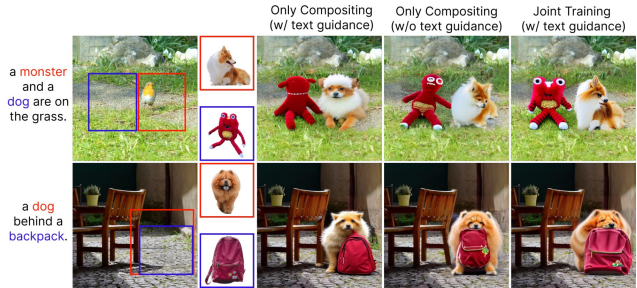 Only Compositing
(w/ text guidance)
Only Compositing
(w/o text guidance)
Joint Training
(w/ text guidance)
a monster
and a
dog are on
the grass.
a dog
behind a
backpack.